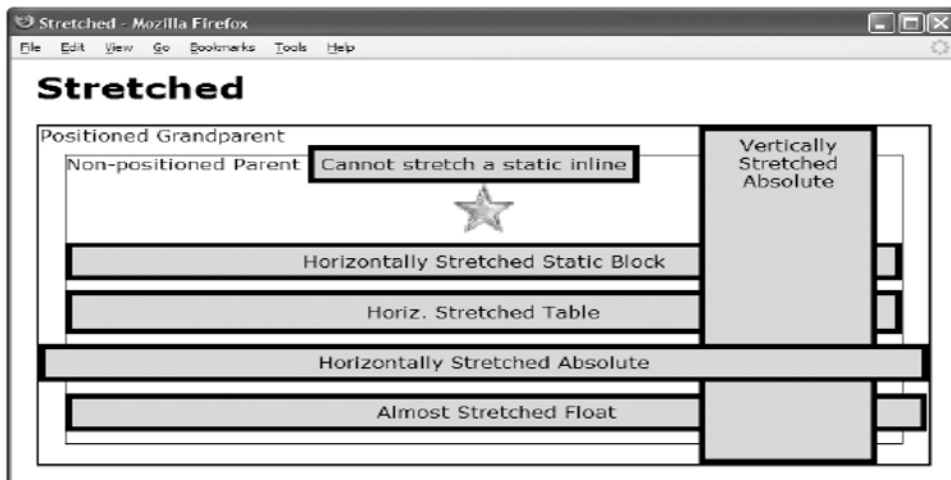 Stretched - Mozilla Firefox
File Edit View Go Bookmarks Tools Help
Stretched
Positioned Grandparent
Non-positioned Parent
Cannot stretch a static inline
Vertically
Stretched
Absolute
Horizontally Stretched Static Block
Horiz. Stretched Table
Horizontally Stretched Absolute
Almost Stretched Float